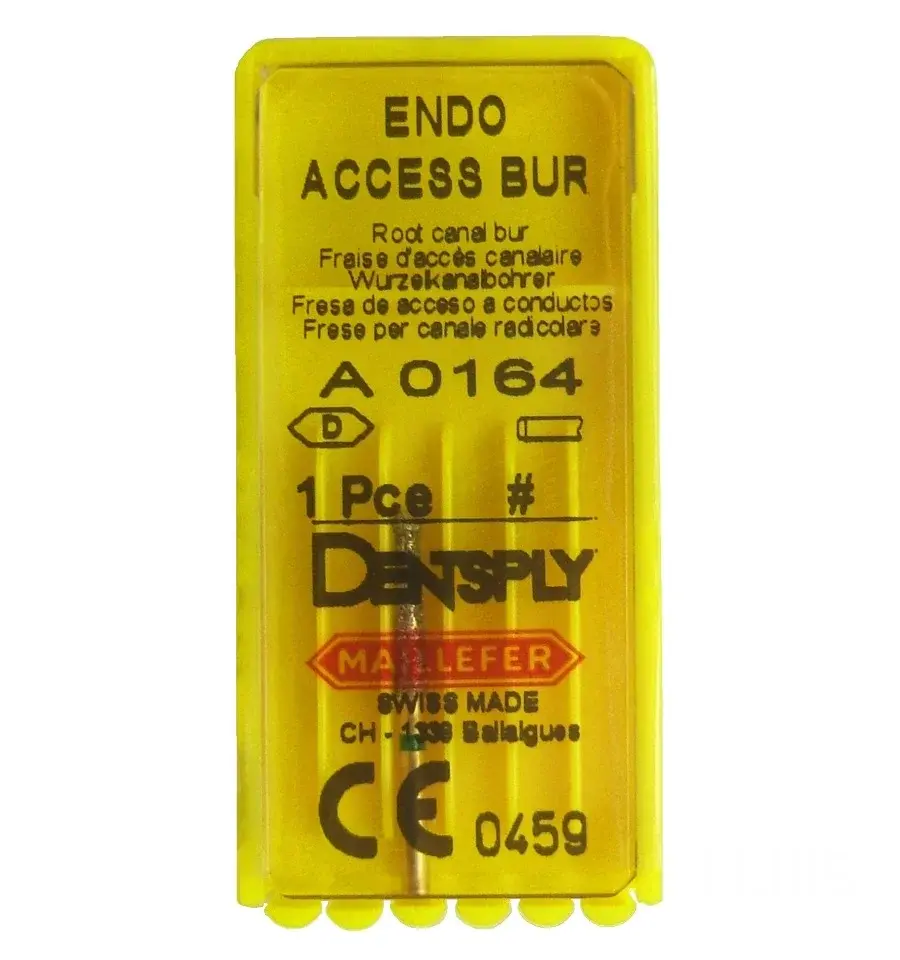 ENDO
ACCESS BUR
Root canal bur
Fraise d'accès canalaire
Wurzelkanalbohrer
Fresa de acceso a conductos
Frese per canale radicolare
A 0164
D
1 Pce #
DENTSPLY
MAILLEFER
SWISS MADE
CH - 1338 Ballaigues
CE 0459